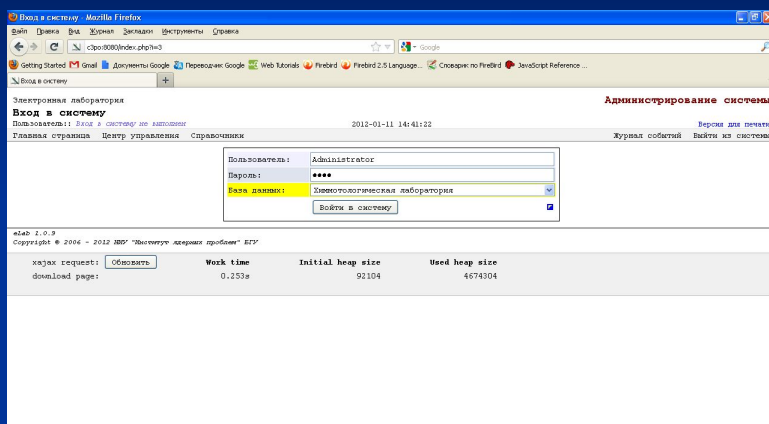 Вход в систему - Mozilla Firefox
Файл Правка Вид Журнал Закладки Инструменты Справка
c3po:8080/index.php?i=3 Google
Getting Started Gmail Документы Google Переводчик Google Web Tutorials Firebird Firebird 2.5 Language... Словарик по FireBird JavaScript Reference ...
Вход в систему +
Электронная лаборатория Администрирование системы
Вход в систему
Пользователь:: Вход в систему не выполнен 2012-01-11 14:41:22 Версия для печати
Главная страница Центр управления Справочники Журнал событий Выйти из системы
Пользователь: Administrator
Пароль: ●●●●
База данных: Химмотологическая лаборатория
Войти в систему
eLab 1.0.9
Copyright © 2006 - 2012 НИУ "Институт ядерных проблем" БГУ
xajax request: Обновить Work time Initial heap size Used heap size
download page: 0.253s 92104 4674304